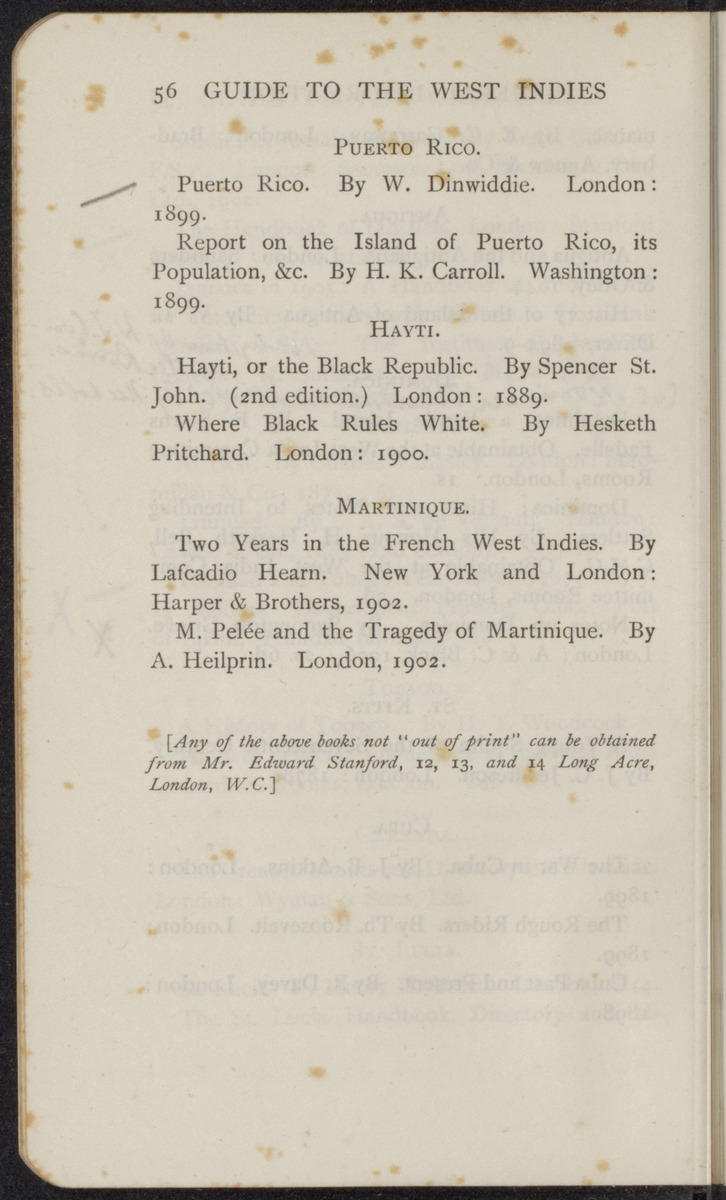 56 GUIDE TO THE WEST INDIES
PUERTO RICO.
Puerto Rico. By W. Dinwiddie. London:
1899.
Report on the Island of Puerto Rico, its
Population, &c. By H. K. Carroll. Washington:
1899.
HAYTI.
Hayti, or the Black Republic. By Spencer St.
John. (2nd edition.) London: 1889.
Where Black Rules White. By Hesketh
Pritchard. London: 1900.
MARTINIQUE.
Two Years in the French West Indies. By
Lafcadio Hearn. New York and London:
Harper & Brothers, 1902.
M. Pelée and the Tragedy of Martinique. By
A. Heilprin. London, 1902.
[Any of the above books not "out of print" can be obtained
from Mr. Edward Stanford, 12, 13, and 14 Long Acre,
London, W.C.]